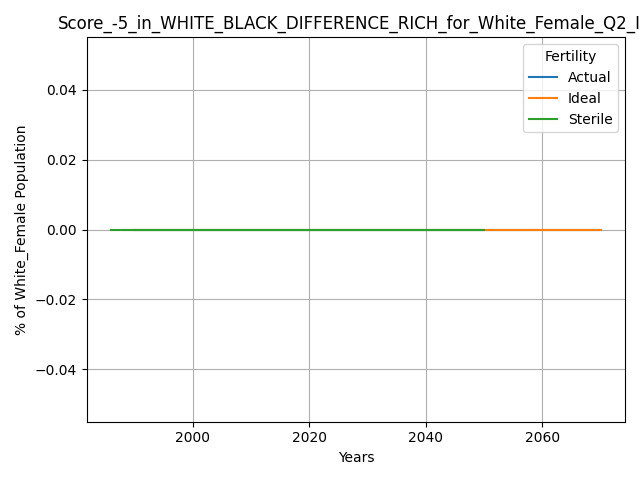 Score_-5_in_WHITE_BLACK_DIFFERENCE_RICH_for_White_Female_Q2_I
Fertility
Actual
Ideal
Sterile
0.04
0.02
0.00
−0.02
−0.04
% of White_Female Population
2000 2020 2040 2060
Years